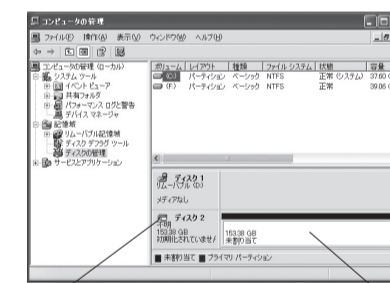 コンピュータの管理
ファイル(F) 操作(A) 表示(V) ウィンドウ(W) ヘルプ(H)
コンピュータの管理 (ローカル)
システム ツール
イベント ビューア
共有フォルダ
パフォーマンス ログと警告
デバイス マネージャ
記憶域
リムーバブル記憶域
ディスク デフラグ ツール
ディスクの管理
サービスとアプリケーション
ボリューム レイアウト 種類 ファイル システム 状態 容量
(C:) パーティション ベーシック NTFS 正常 (システム) 37.60
(F:) パーティション ベーシック NTFS 正常 39.06
ディスク 1
リムーバブル (D:)
メディアなし
ディスク 2
不明
153.38 GB
初期化されていませ
153.38 GB
未割り当て
未割り当て プライマリ パーティション